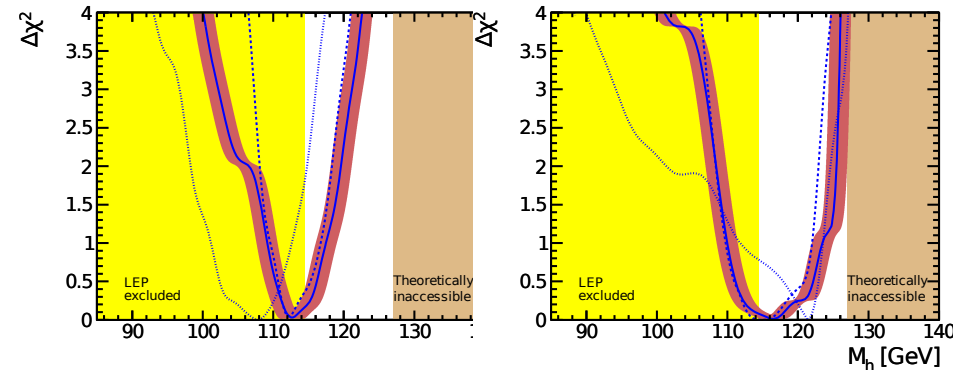 Δχ²
4
3.5
3
2.5
2
1.5
1
0.5
0
LEP
excluded
Theoretically
inaccessible
90 100 110 120 130
Δχ²
4
3.5
3
2.5
2
1.5
1
0.5
0
LEP
excluded
Theoretically
inaccessible
90 100 110 120 130 140
M_h [GeV]